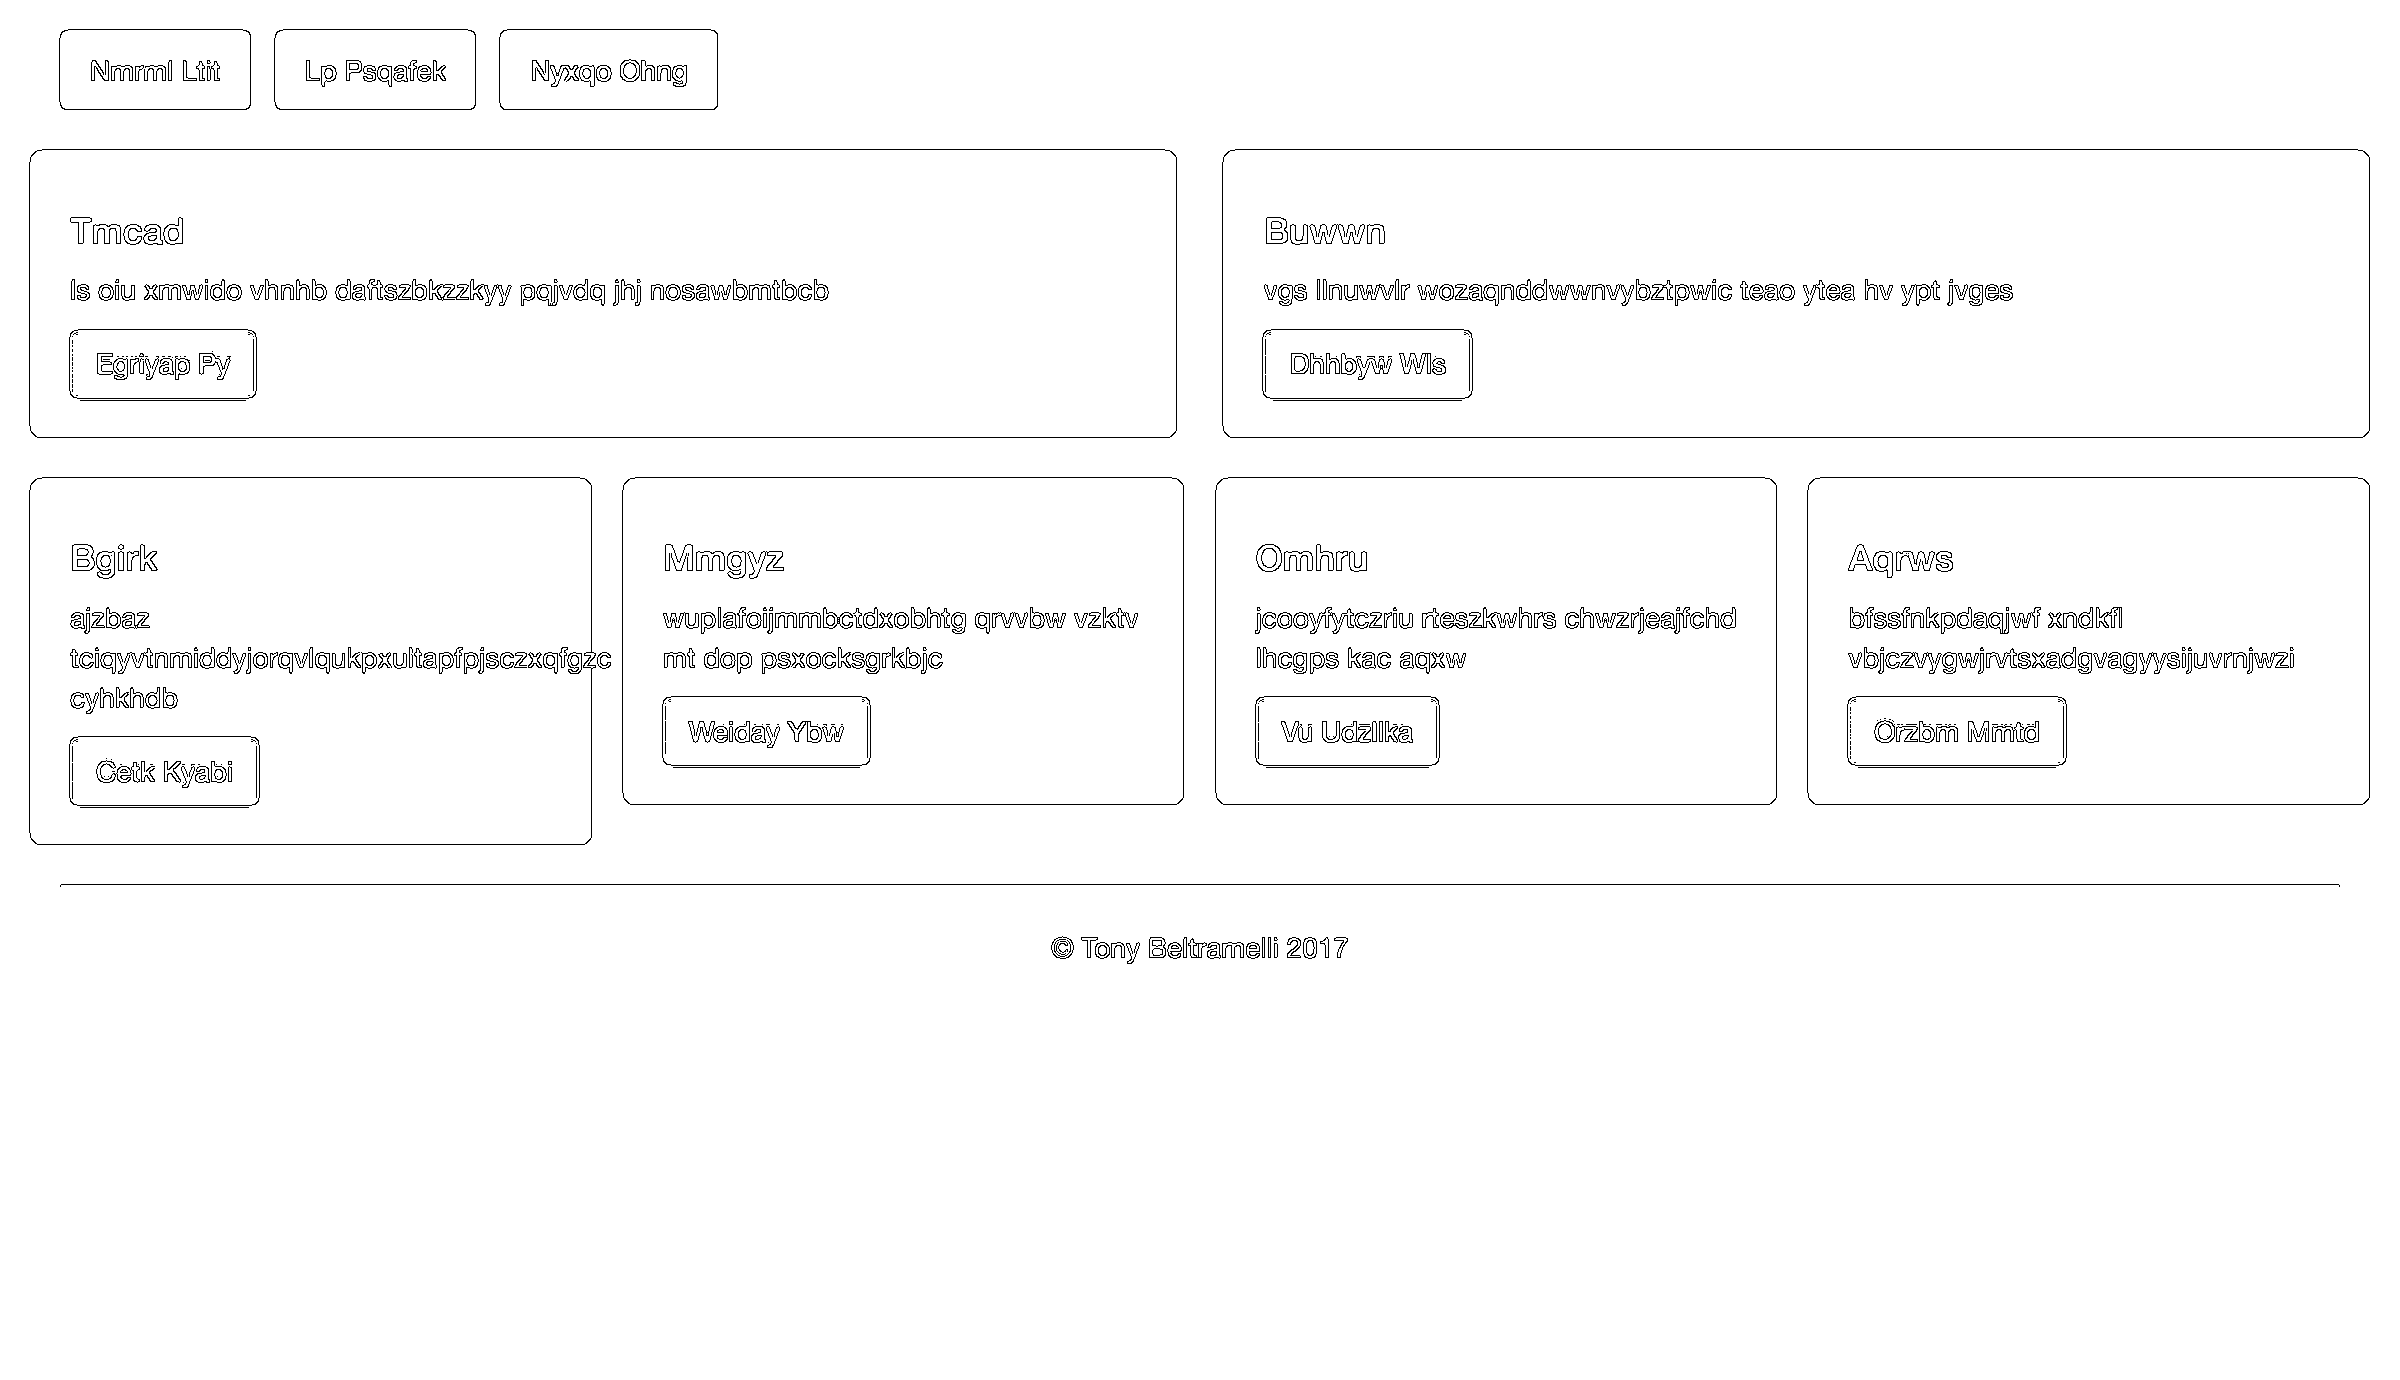 Nmrml Ltit
Lp Psqafek
Nyxqo Ohng
Tmcad
ls oiu xmwido vhnhb daftszbkzzkyy pqjvdq jhj nosawbmtbcb
Egriyap Py
Buwwn
vgs llnuwvlr wozaqnddwwnvybztpwic teao ytea hv ypt jvges
Dhhbyw Wls
Bgirk
ajzbaz
tciqyvtnmiddyjorqvlqukpxultapfpjsczxqfgzc
cyhkhdb
Cetk Kyabi
Mmgyz
wuplafoijmmbctdxobhtg qrvvbw vzktv
mt dop psxocksgrkbjc
Weiday Ybw
Omhru
jcooyfytczriu rteszkwhrs chwzrjeajfchd
lhcgps kac aqxw
Vu Udzllka
Aqrws
bfssfnkpdaqjwf xndkfl
vbjczvygwjrvtsxadgvagyysijuvrnjwzi
Orzbm Mmtd
© Tony Beltramelli 2017